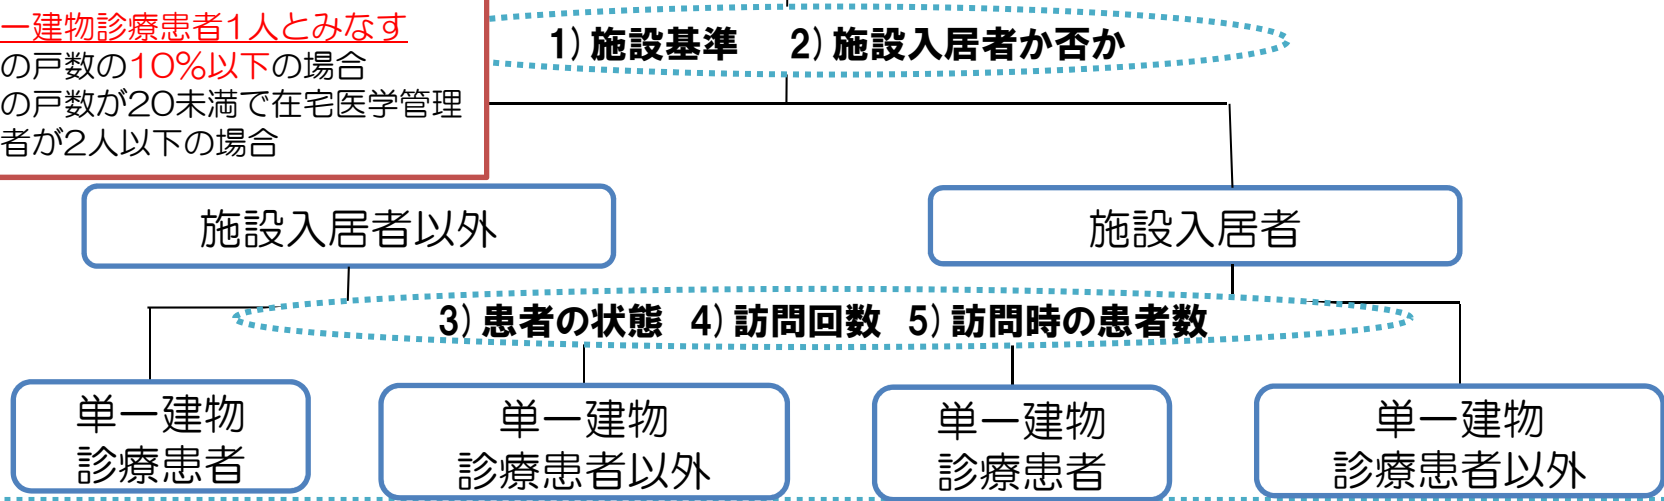 一建物診療患者1人とみなす
の戸数の10%以下の場合
の戸数が20未満で在宅医学管理
者が2人以下の場合
1)施設基準 2)施設入居者か否か
施設入居者以外
施設入居者
3)患者の状態 4)訪問回数 5)訪問時の患者数
単一建物
診療患者
単一建物
診療患者以外
単一建物
診療患者
単一建物
診療患者以外